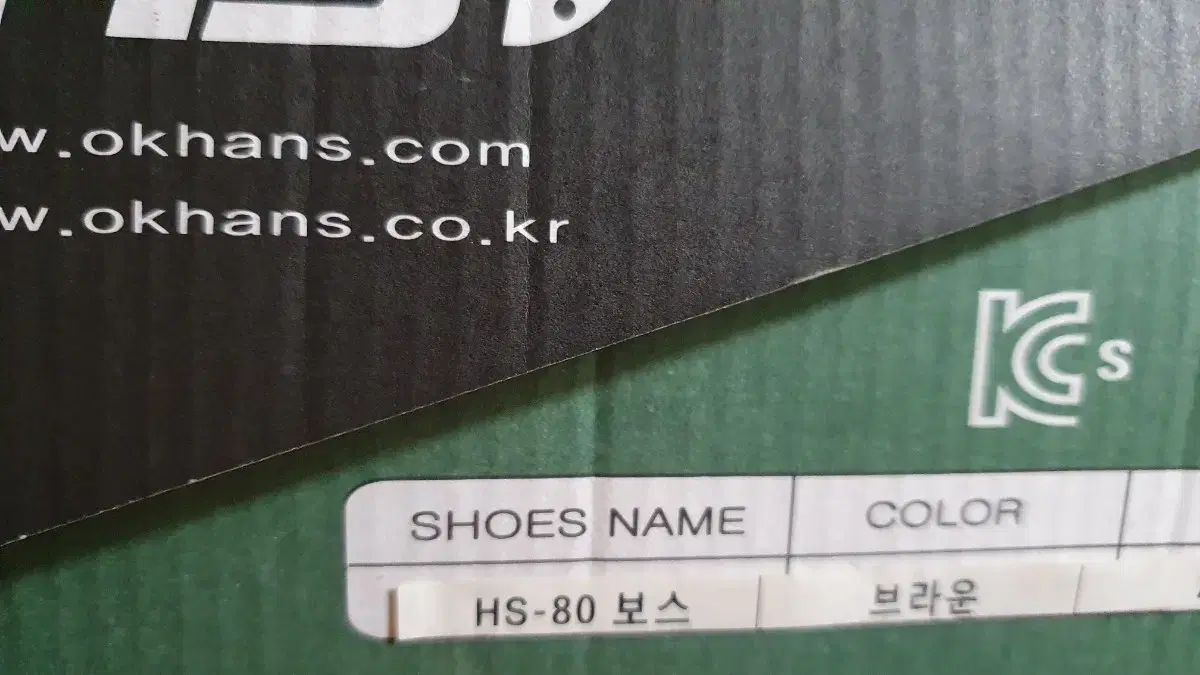 w.okhans.com
w.okhans.co.kr
KCs
SHOES NAME COLOR
HS-80 보스 브라운